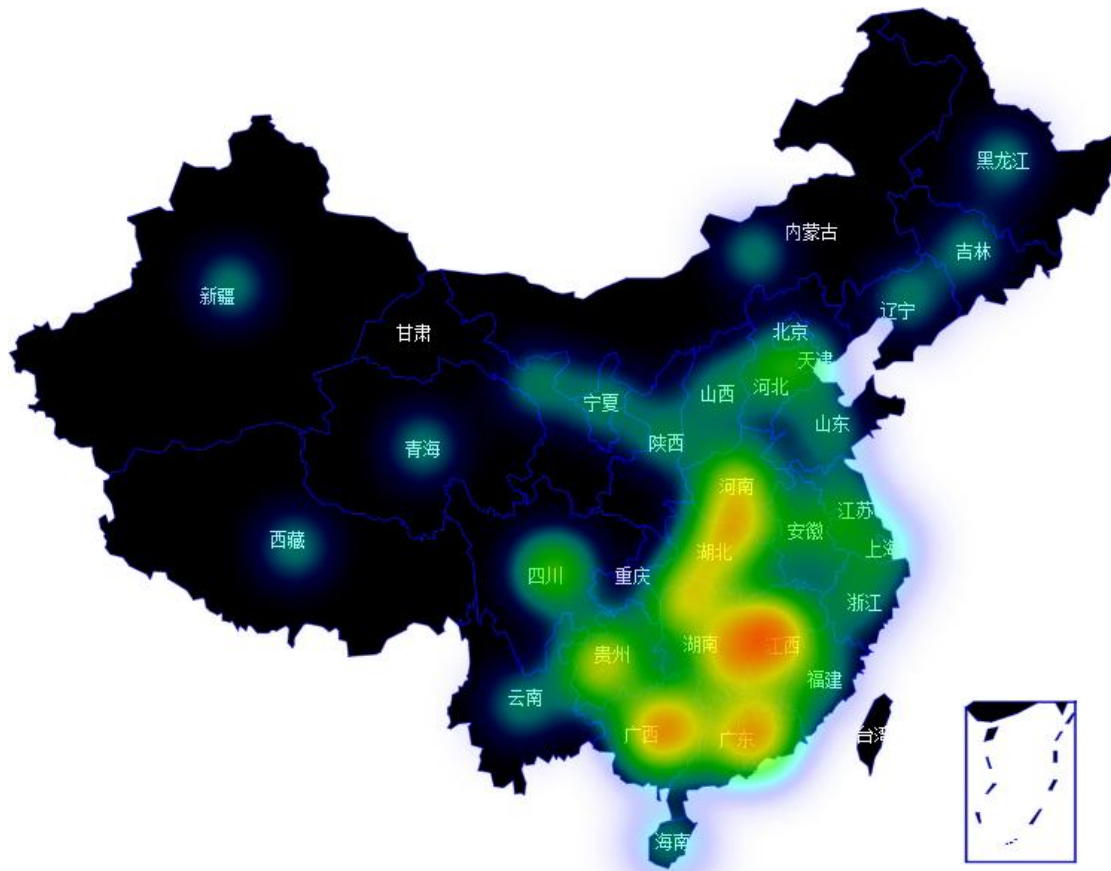 黑龙江
内蒙古
吉林
新疆
辽宁
北京
甘肃
天津
河北
山西
宁夏
山东
陕西
青海
河南
江苏
安徽
西藏
上海
湖北
四川
重庆
浙江
湖南
江西
贵州
福建
云南
广西
广东
台湾
海南